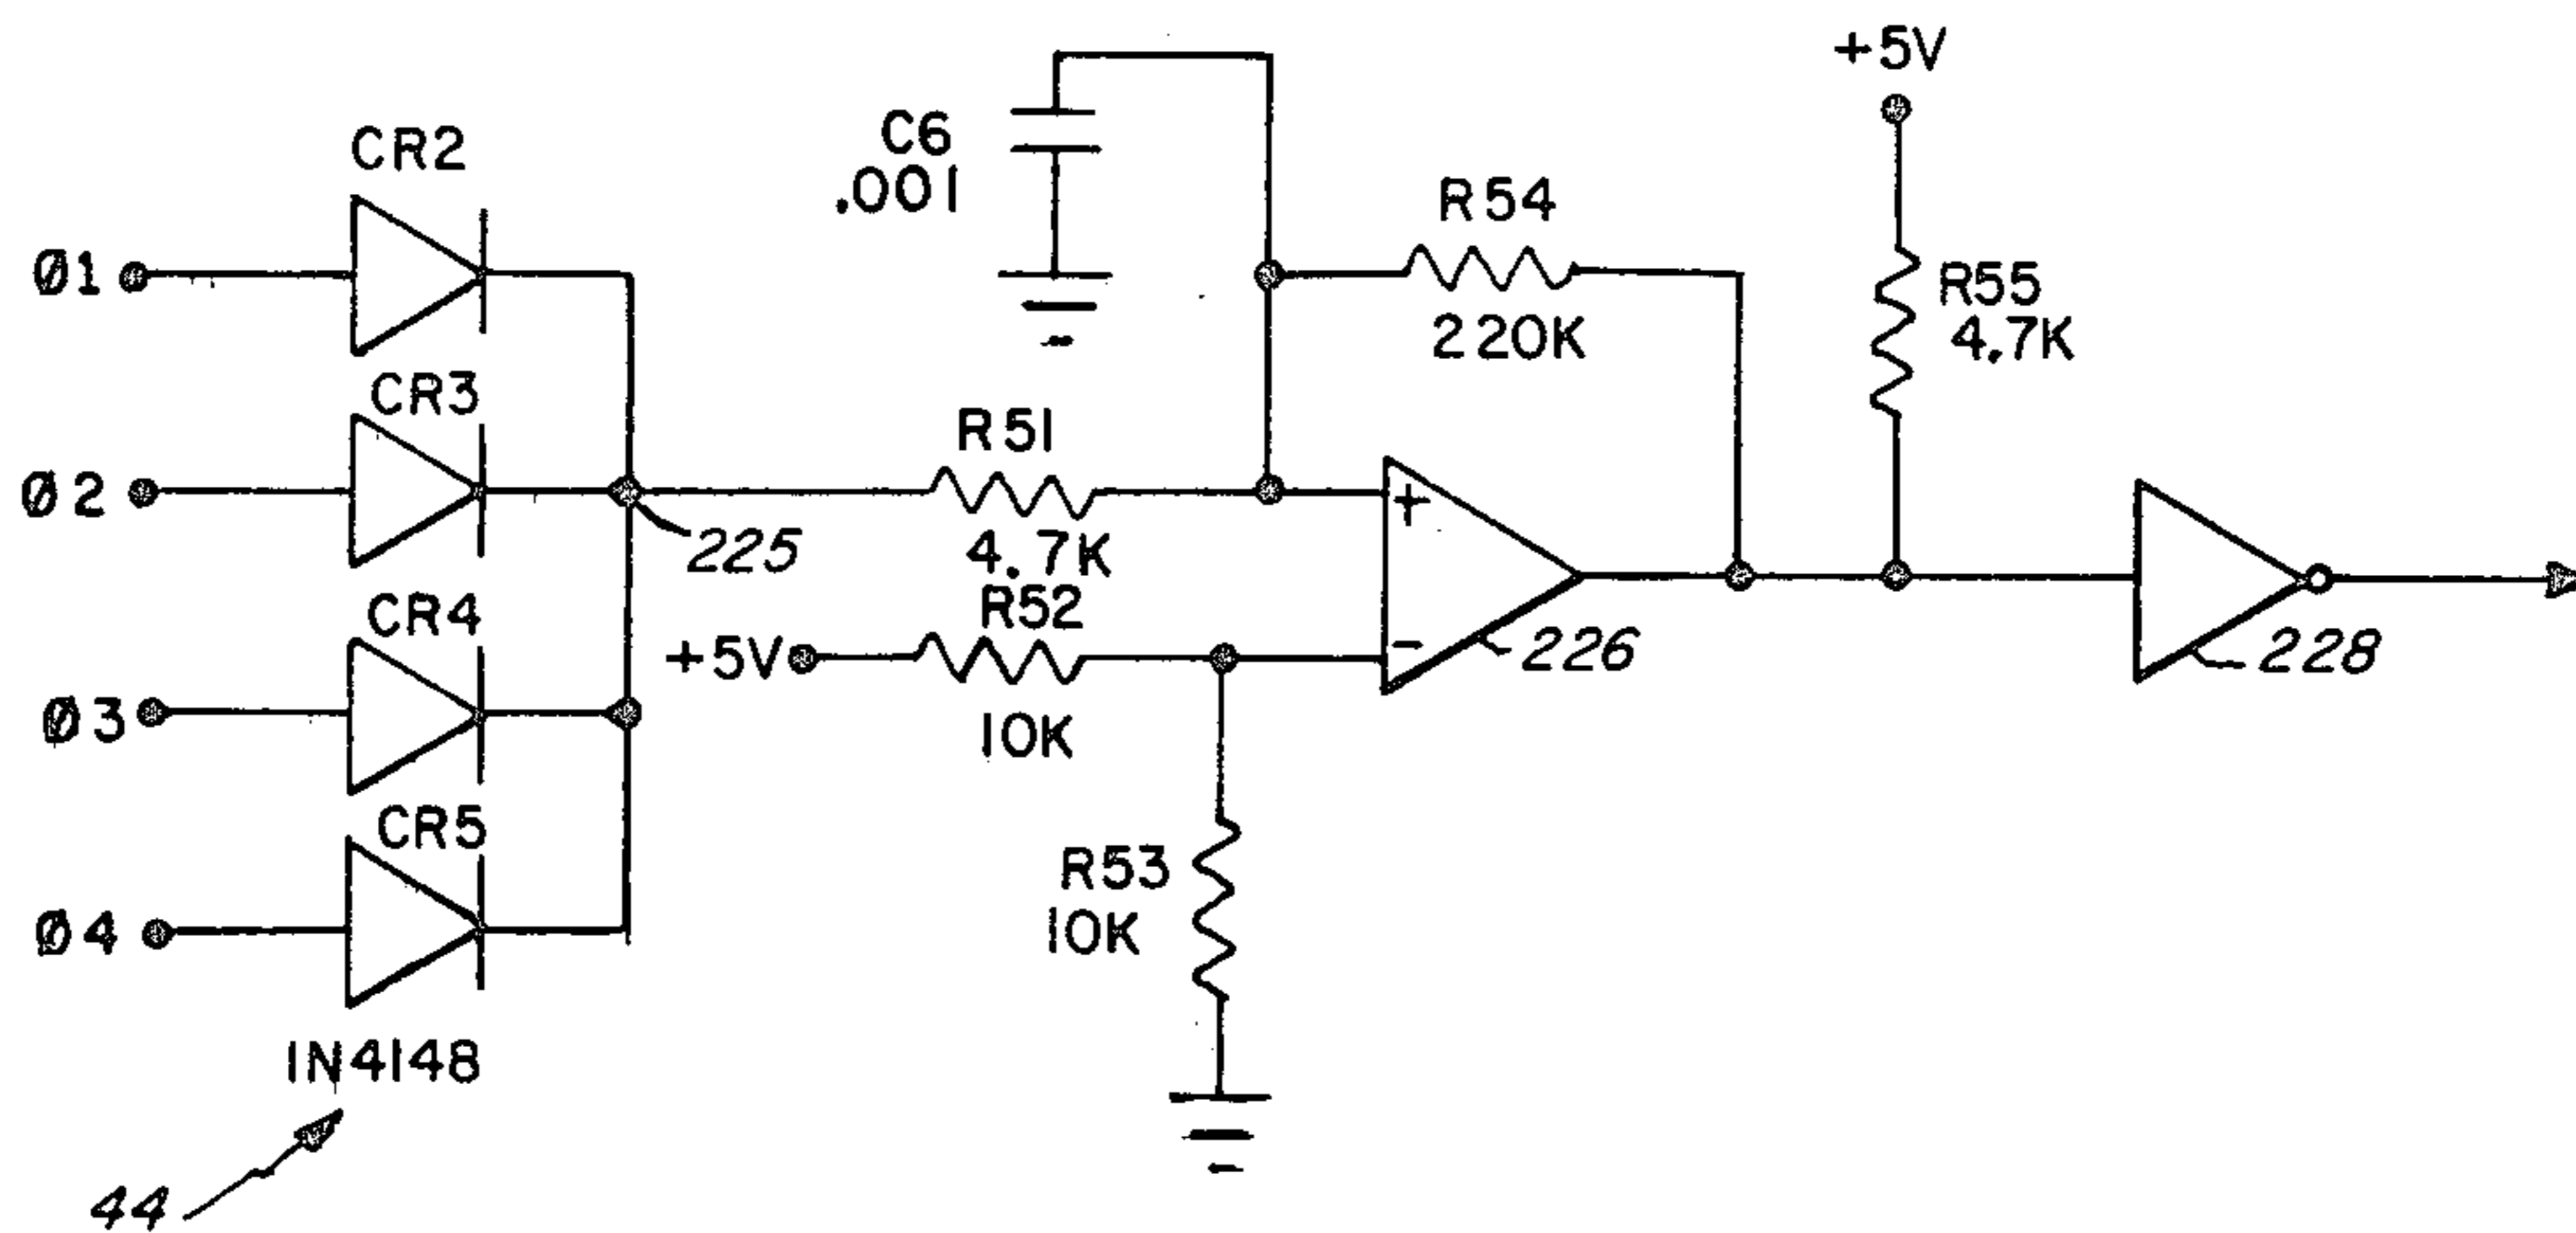 +5V
C6
.001
CR2
R54
220K
R55
4.7K
Ø1
CR3
R51
4.7K
Ø2
225
+
-
226
228
CR4
R52
+5V
10K
Ø3
CR5
R53
10K
Ø4
1N4148
44